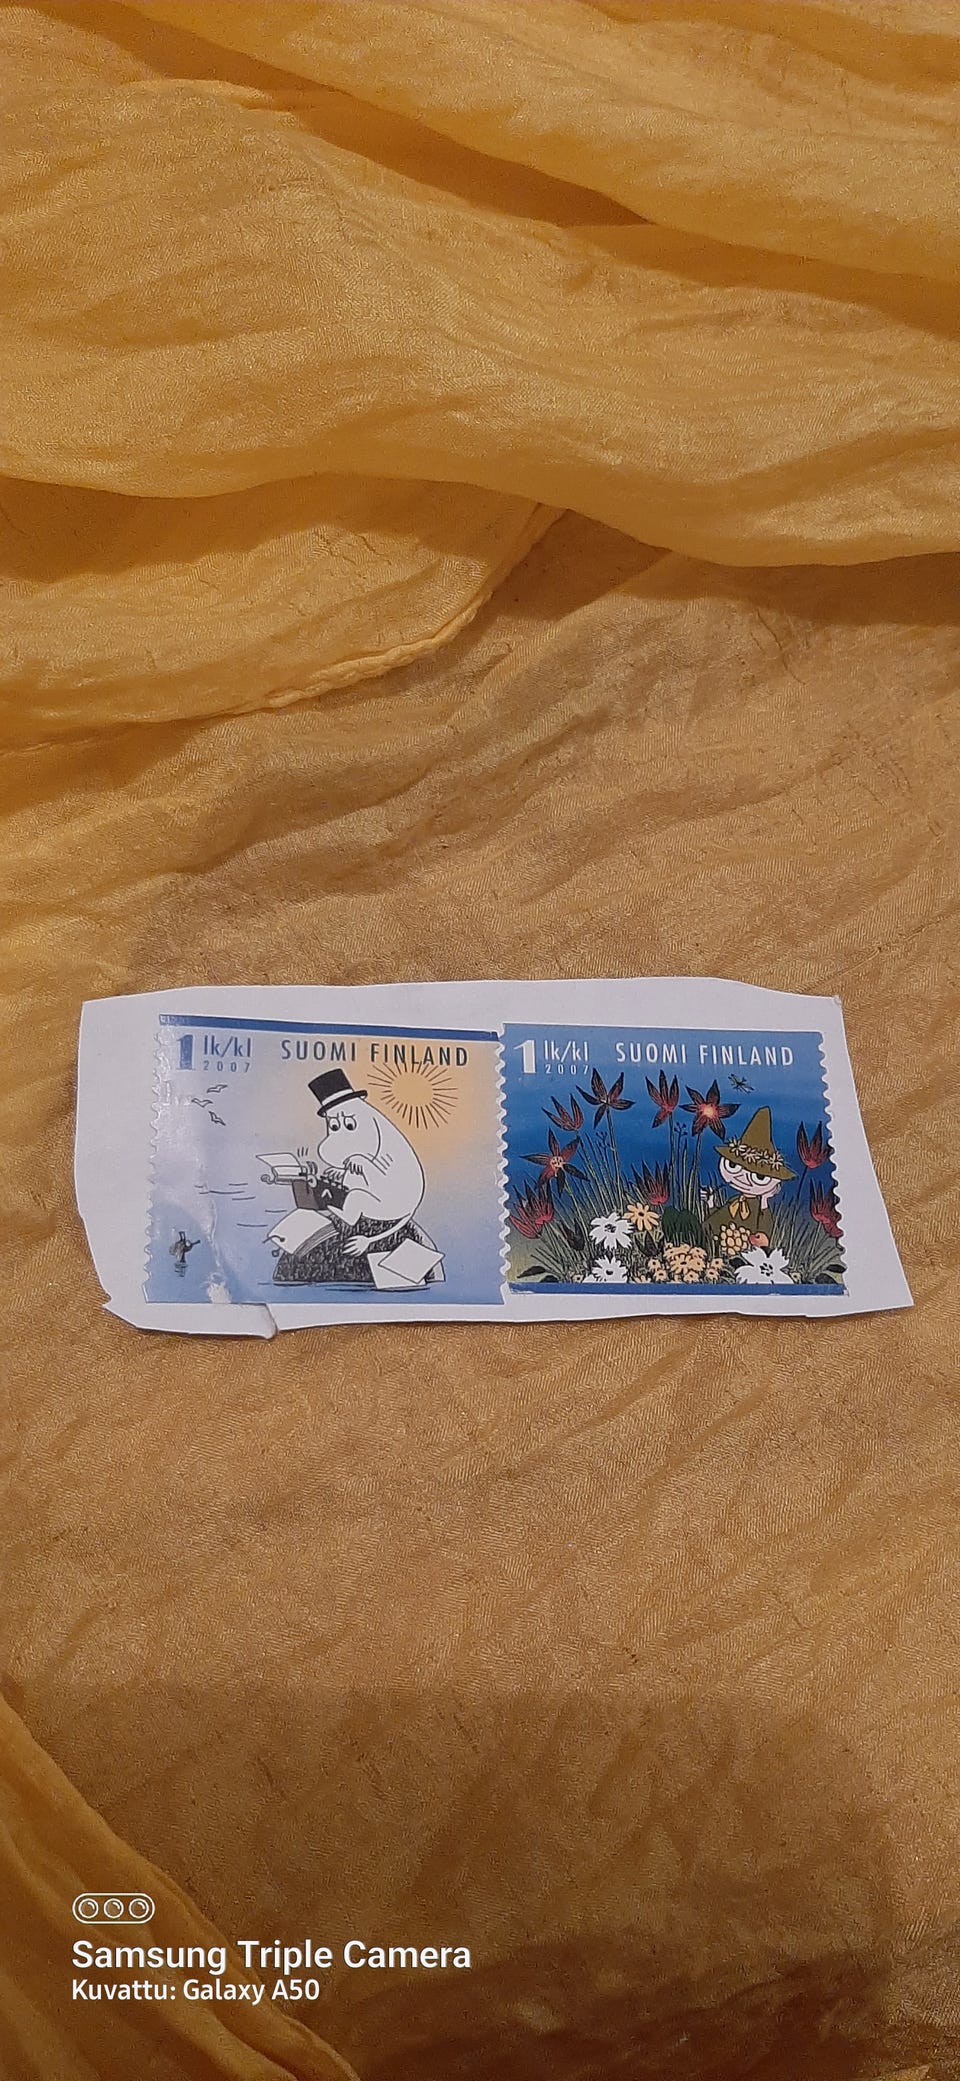 1 lk/kl SUOMI FINLAND
2007
1 lk/kl SUOMI FINLAND
2007
Samsung Triple Camera
Kuvattu: Galaxy A50